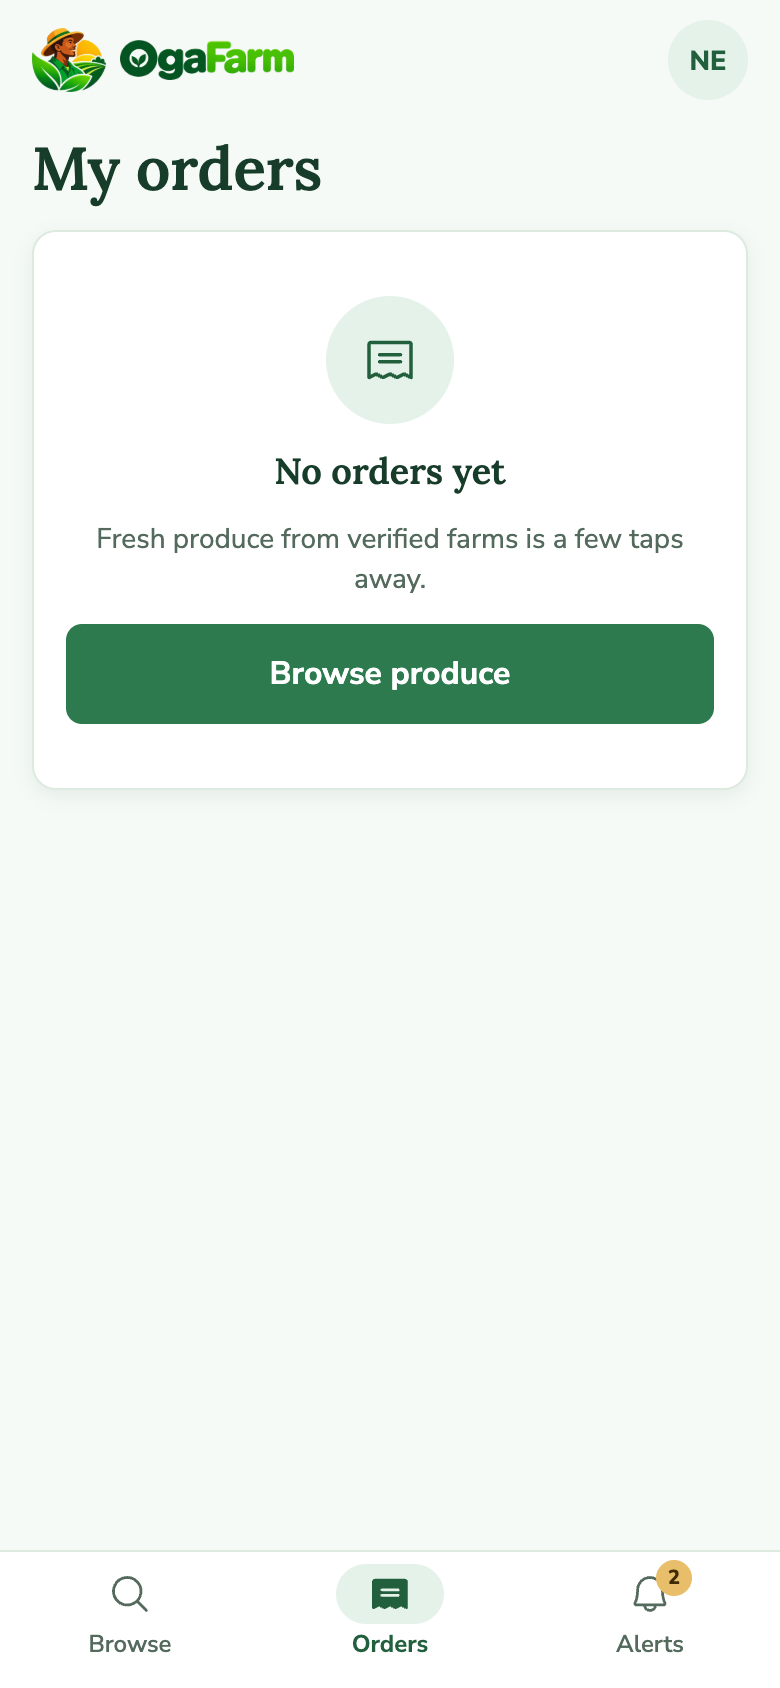 OgaFarm
NE
My orders
No orders yet
Fresh produce from verified farms is a few taps
away.
Browse produce
2
Browse
Orders
Alerts